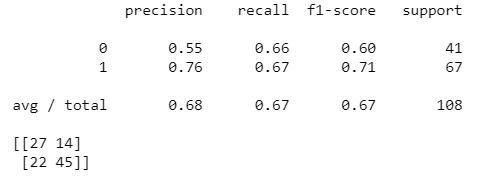 precision recall f1-score support
0 0.55 0.66 0.60 41
1 0.76 0.67 0.71 67
avg / total 0.68 0.67 0.67 108
[[27 14]
[22 45]]